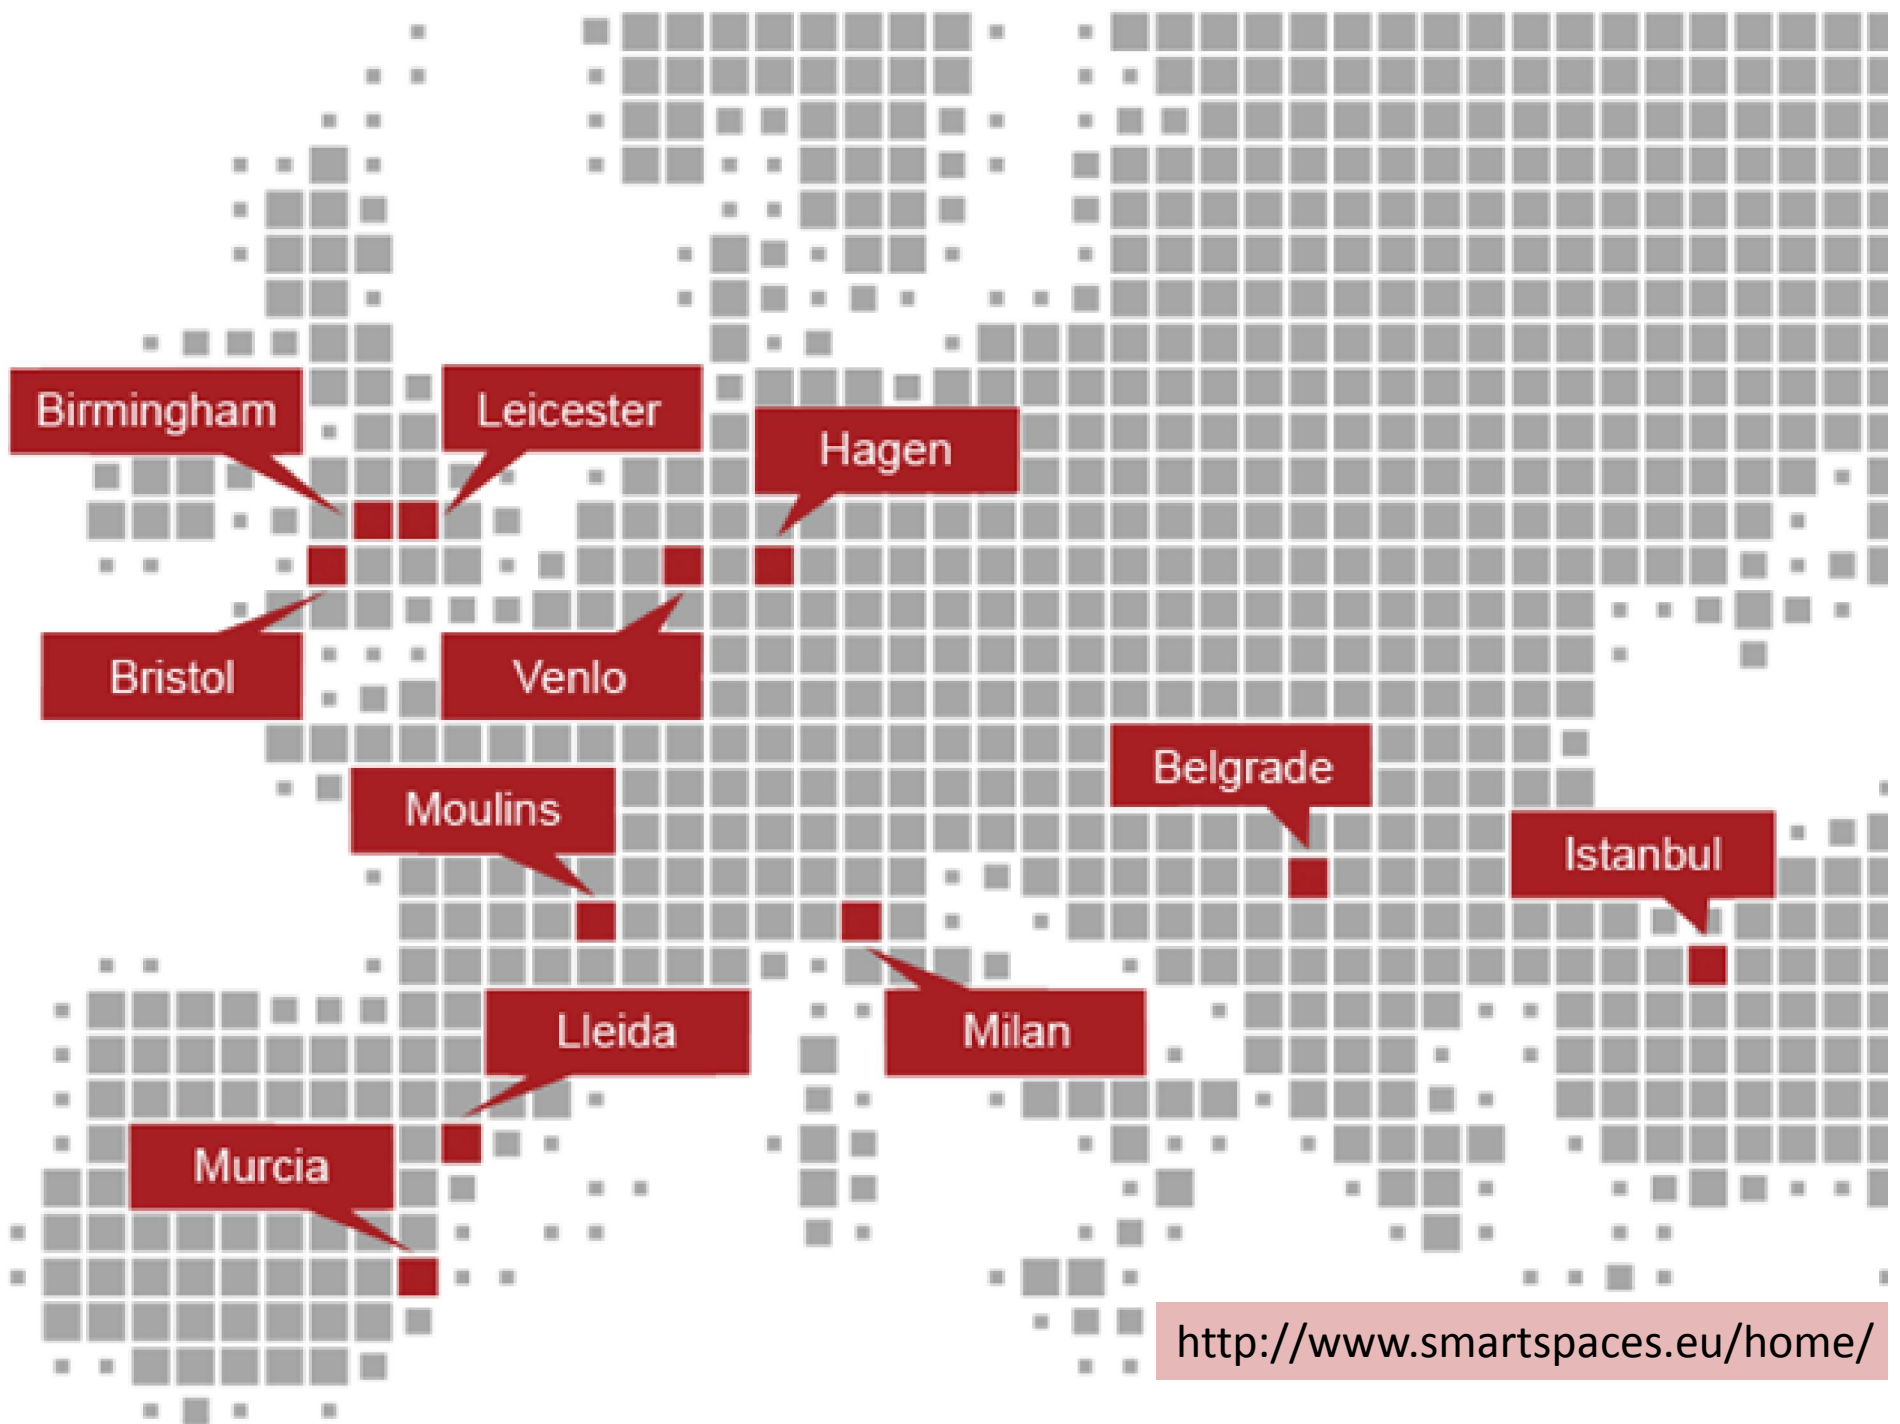 Birmingham
Leicester
Hagen
Bristol
Venlo
Belgrade
Moulins
Istanbul
Lleida
Milan
Murcia
http://www.smartspaces.eu/home/